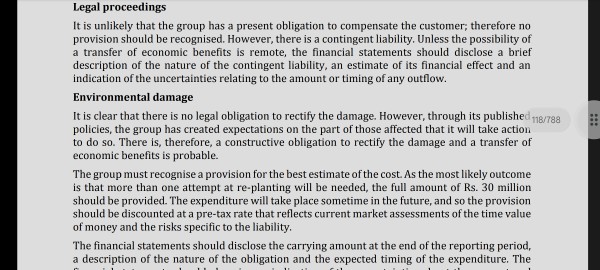 Legal proceedings
It is unlikely that the group has a present obligation to compensate the customer; therefore no
provision should be recognised. However, there is a contingent liability. Unless the possibility of
a transfer of economic benefits is remote, the financial statements should disclose a brief
description of the nature of the contingent liability, an estimate of its financial effect and an
indication of the uncertainties relating to the amount or timing of any outflow.
Environmental damage
It is clear that there is no legal obligation to rectify the damage. However, through its published
policies, the group has created expectations on the part of those affected that it will take action
118/788
to do so. There is, therefore, a constructive obligation to rectify the damage and a transfer of
economic benefits is probable.
The group must recognise a provision for the best estimate of the cost. As the most likely outcome
is that more than one attempt at re-planting will be needed, the full amount of Rs. 30 million
should be provided. The expenditure will take place sometime in the future, and so the provision
should be discounted at a pre-tax rate that reflects current market assessments of the time value
of money and the risks specific to the liability.
The financial statements should disclose the carrying amount at the end of the reporting period,
a description of the nature of the obligation and the expected timing of the expenditure. The